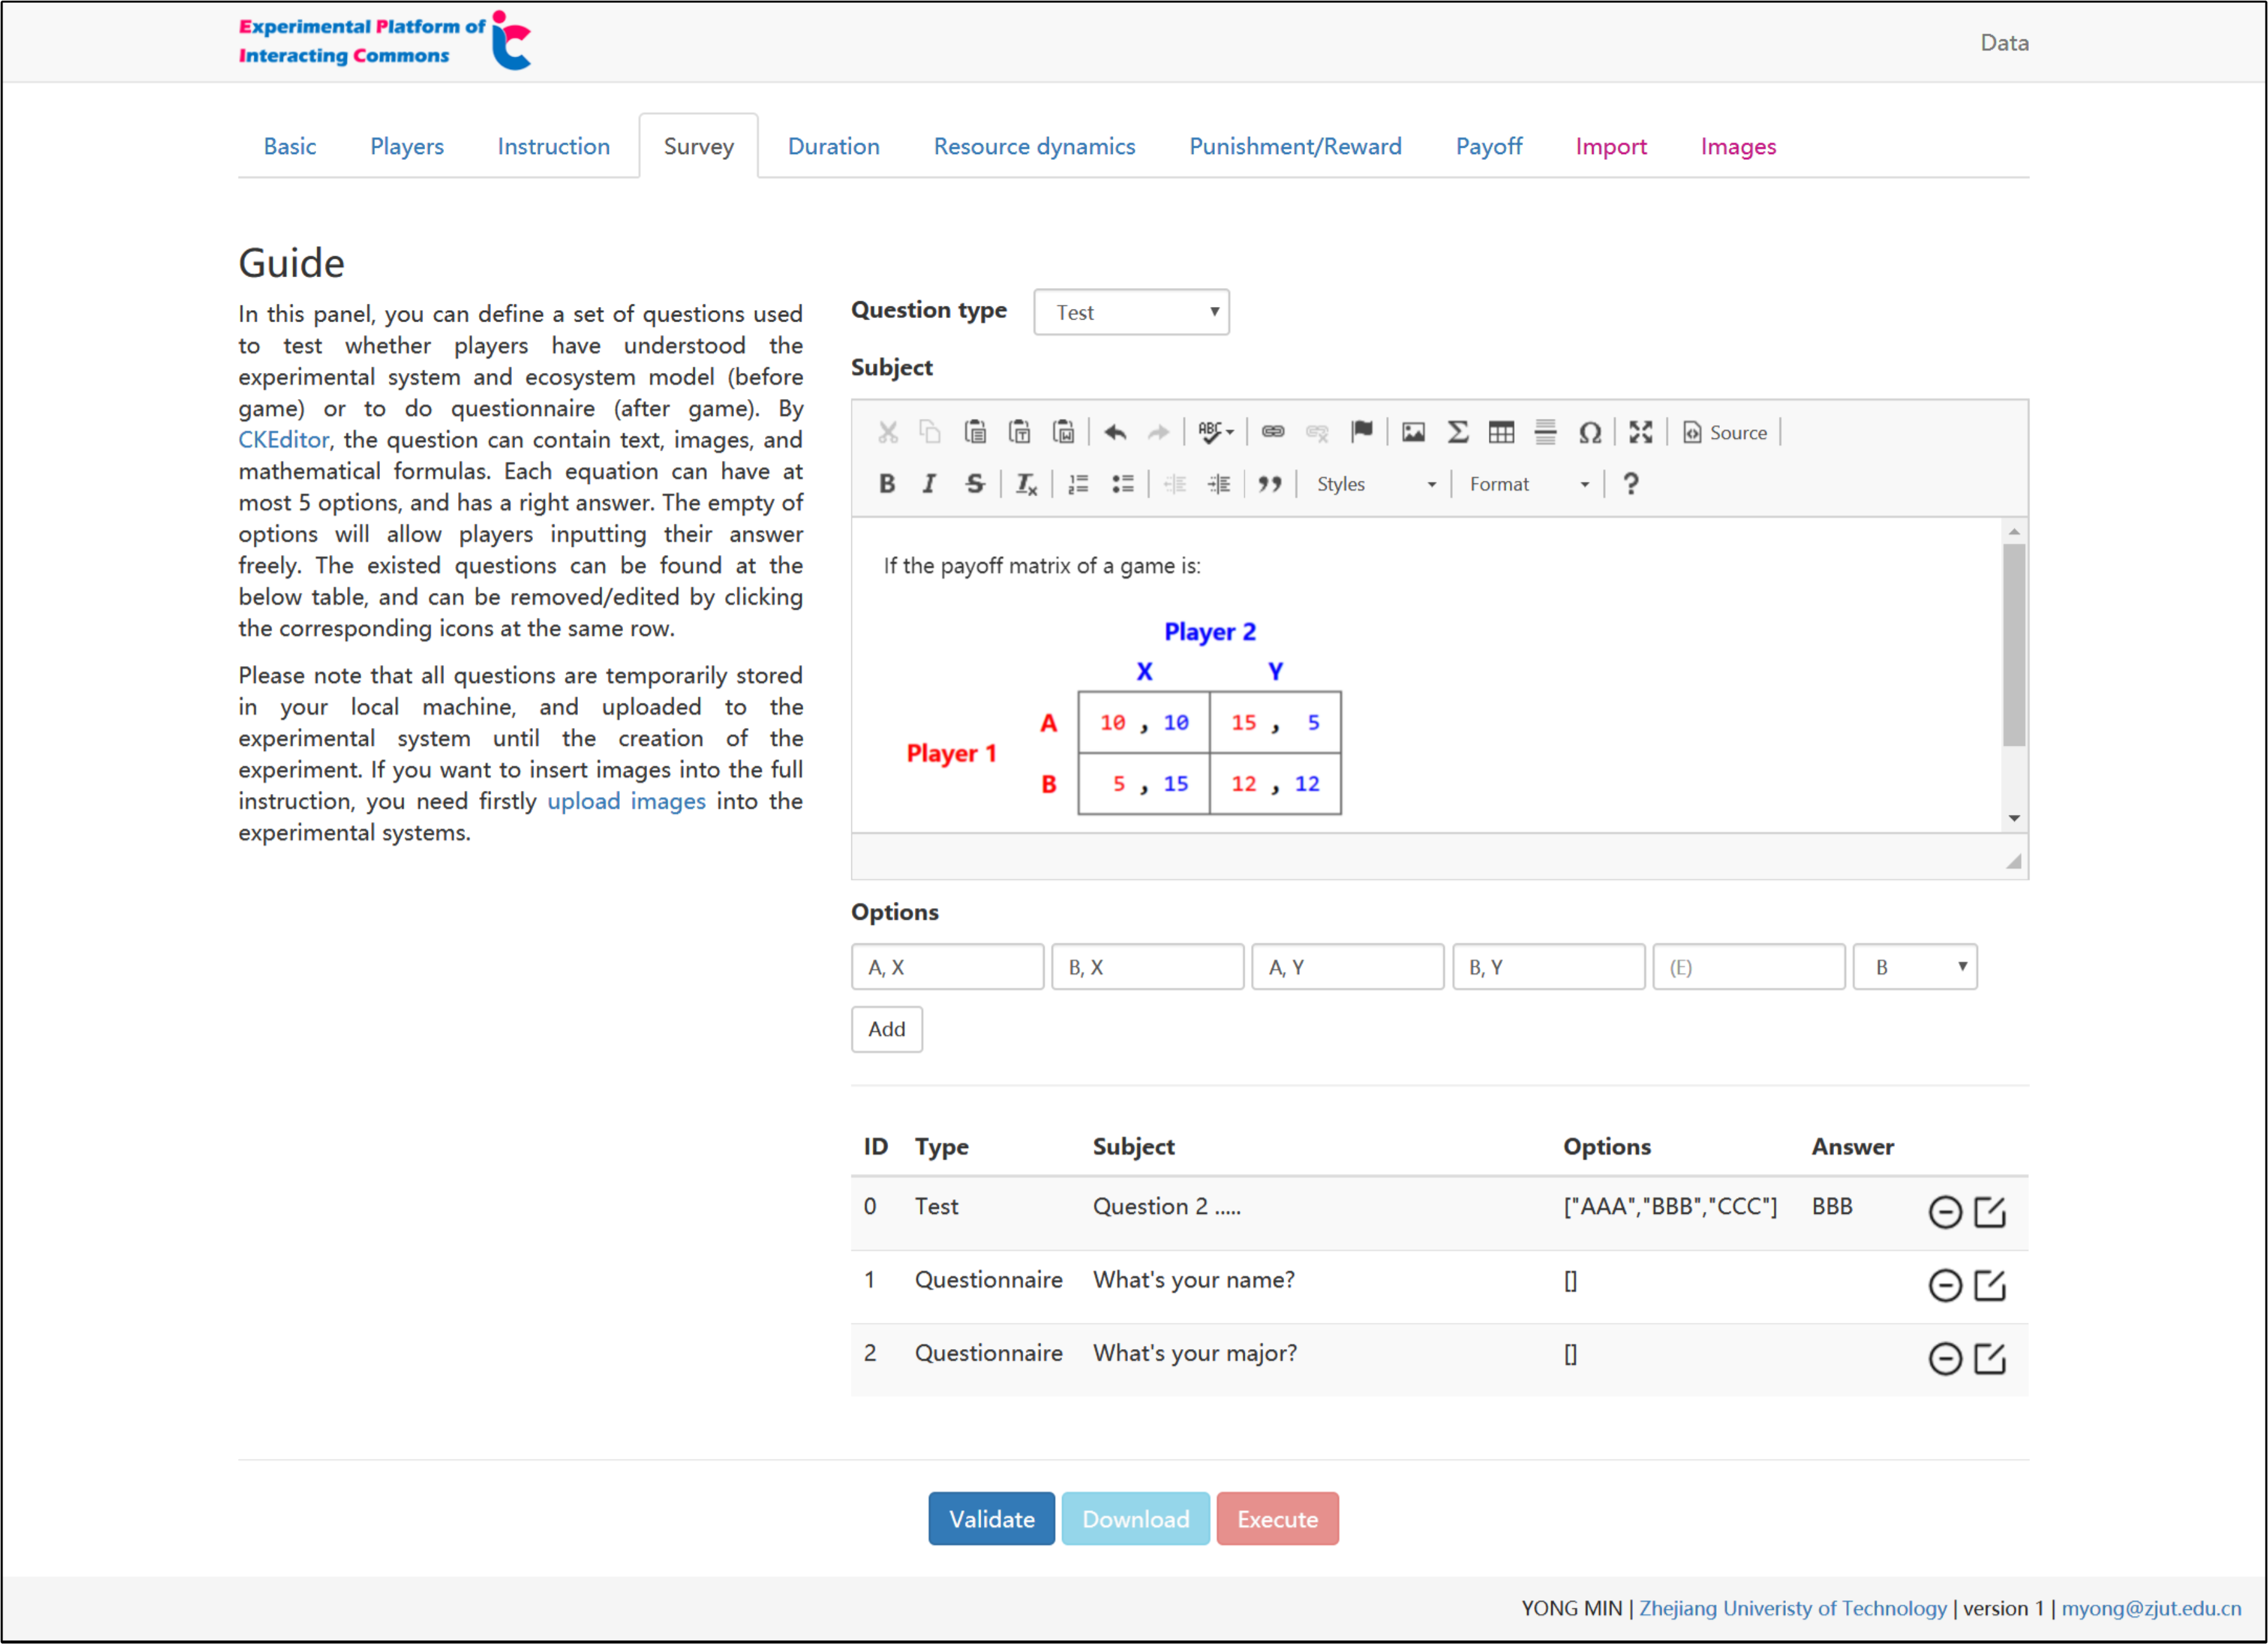 Experimental Platform of
Interacting Commons
Data
Basic Players Instruction Survey Duration Resource dynamics Punishment/Reward Payoff Import Images
Guide
In this panel, you can define a set of questions used
to test whether players have understood the
experimental system and ecosystem model (before
game) or to do questionnaire (after game). By
CKEditor, the question can contain text, images, and
mathematical formulas. Each equation can have at
most 5 options, and has a right answer. The empty of
options will allow players inputting their answer
freely. The existed questions can be found at the
below table, and can be removed/edited by clicking
the corresponding icons at the same row.
Please note that all questions are temporarily stored
in your local machine, and uploaded to the
experimental system until the creation of the
experiment. If you want to insert images into the full
instruction, you need firstly upload images into the
experimental systems.
Question type Test
Subject
ABC Σ Ω Source
B I S Tx Styles Format ?
If the payoff matrix of a game is:
Player 2
X Y
A 10 , 10 15 , 5
Player 1
B 5 , 15 12 , 12
Options
A, X B, X A, Y B, Y (E) B
Add
ID Type Subject Options Answer
0 Test Question 2 ..... ["AAA","BBB","CCC"] BBB
1 Questionnaire What's your name? []
2 Questionnaire What's your major? []
Validate Download Execute
YONG MIN | Zhejiang Univeristy of Technology | version 1 | myong@zjut.edu.cn